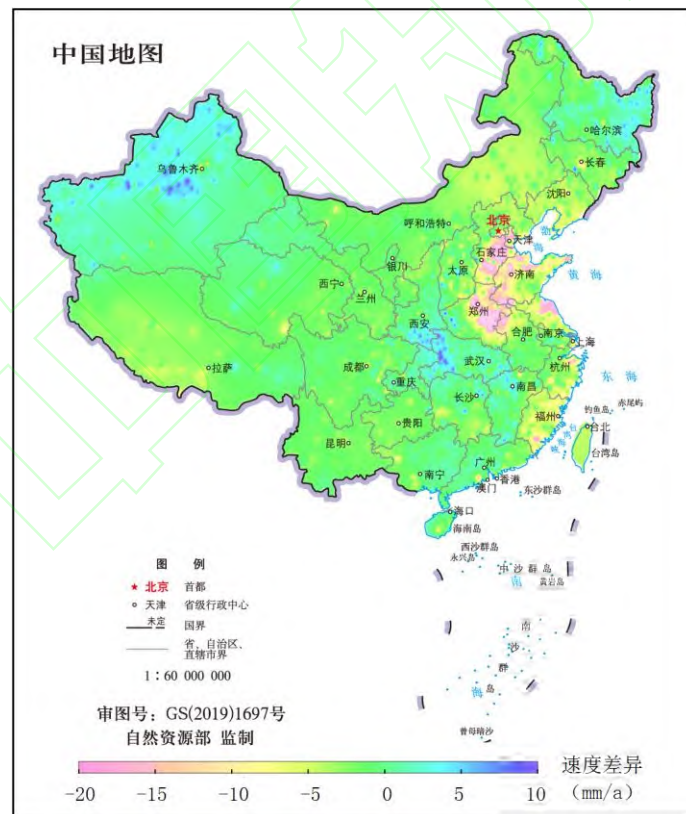 中国地图
哈尔滨
长春
乌鲁木齐
沈阳
呼和浩特
北京
渤
天津
海
银川
石家庄
太原
黄 海
西宁
济南
兰州
郑州
西安
合肥
南京
上海
拉萨
成都
武汉
杭州
东 海
重庆
南昌
长沙
钓鱼岛
赤尾屿
贵阳
福州
台北
台湾海峡
昆明
台湾岛
广州
南宁
香港
澳门
东沙群岛
海口
海南岛
西沙群岛
永兴岛
中沙群岛
黄岩岛
南
南
沙
群
岛
海
曾母暗沙
图 例
北京 首都
天津 省级行政中心
未定 国界
省、自治区、
直辖市界
1:60 000 000
审图号:GS(2019)1697号
自然资源部 监制
速度差异
(mm/a)
-20 -15 -10 -5 0 5 10